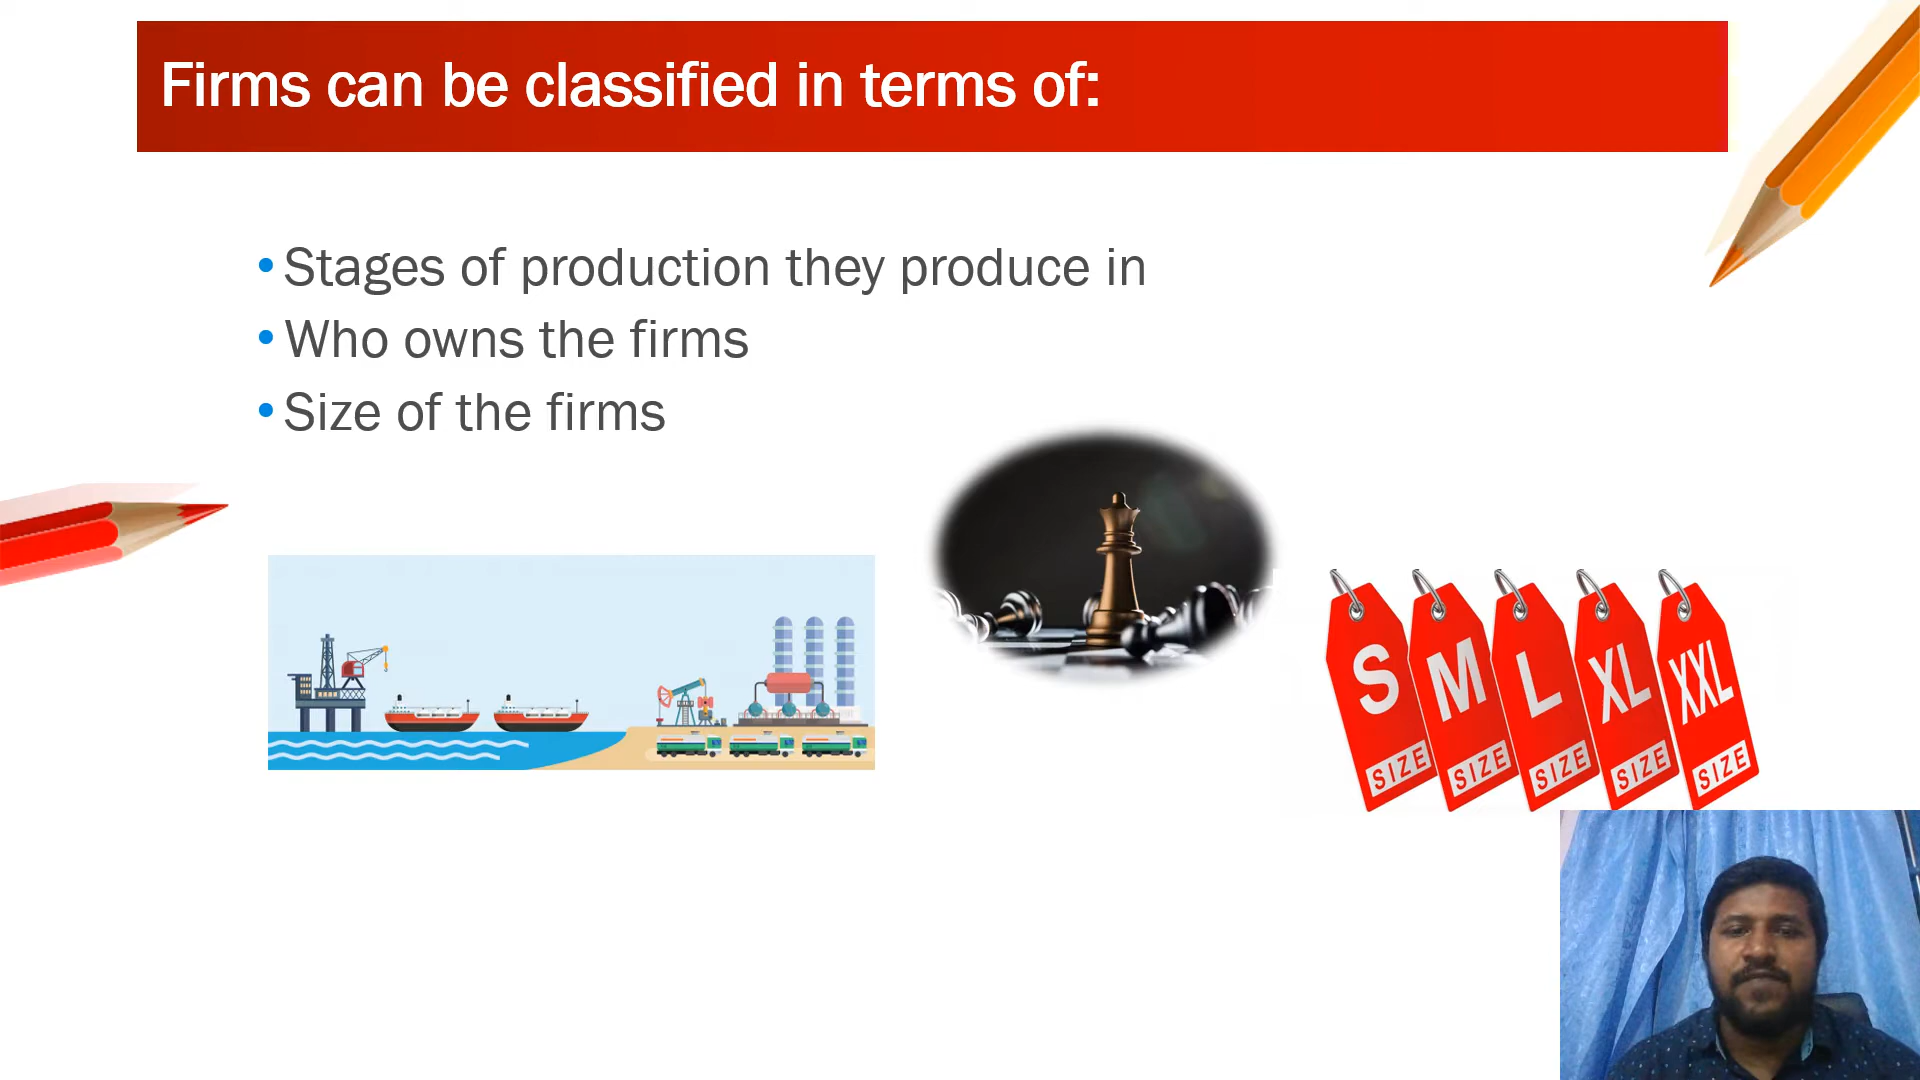 Firms can be classified in terms of:
• Stages of production they produce in
• Who owns the firms
• Size of the firms
S M L XL XXL
SIZE SIZE SIZE SIZE SIZE